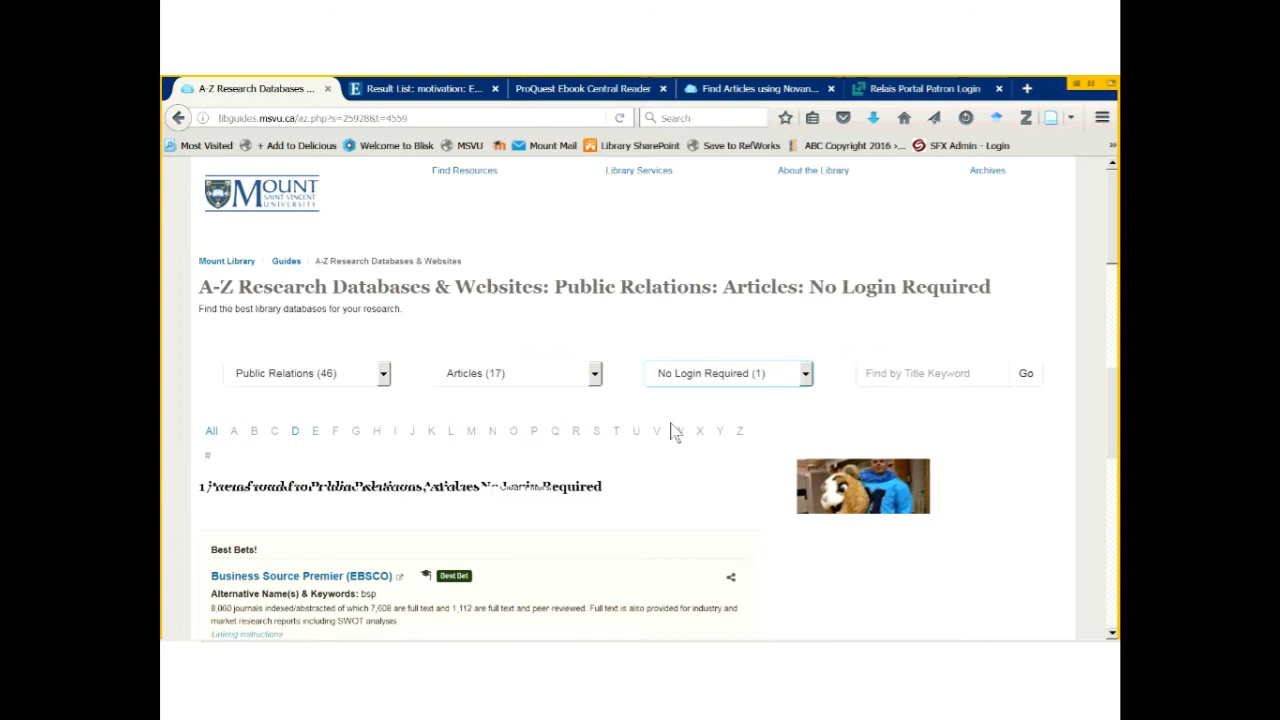 A-Z Research Databases ... Result List: motivation: E... ProQuest Ebook Central Reader Find Articles using Novan... Relais Portal Patron Login
libguides.msvu.ca/az.php?s=25928&t=4559 Search
Most Visited + Add to Delicious Welcome to Blisk MSVU Mount Mail Library SharePoint Save to RefWorks ABC Copyright 2016 ›... SFX Admin - Login
Find Resources Library Services About the Library Archives
MOUNT
SAINT VINCENT
UNIVERSITY
Mount Library Guides A-Z Research Databases & Websites
A-Z Research Databases & Websites: Public Relations: Articles: No Login Required
Find the best library databases for your research.
Public Relations (46) Articles (17) No Login Required (1) Find by Title Keyword Go
All A B C D E F G H I J K L M N O P Q R S T U V X Y Z
#
1 Required
Best Bets!
Business Source Premier (EBSCO) Best Bet
Alternative Name(s) & Keywords: bsp
8,060 journals indexed/abstracted of which 7,608 are full text and 1,112 are full text and peer-reviewed. Full text is also provided for industry and
market research reports including SWOT analysis.
Linking instructions